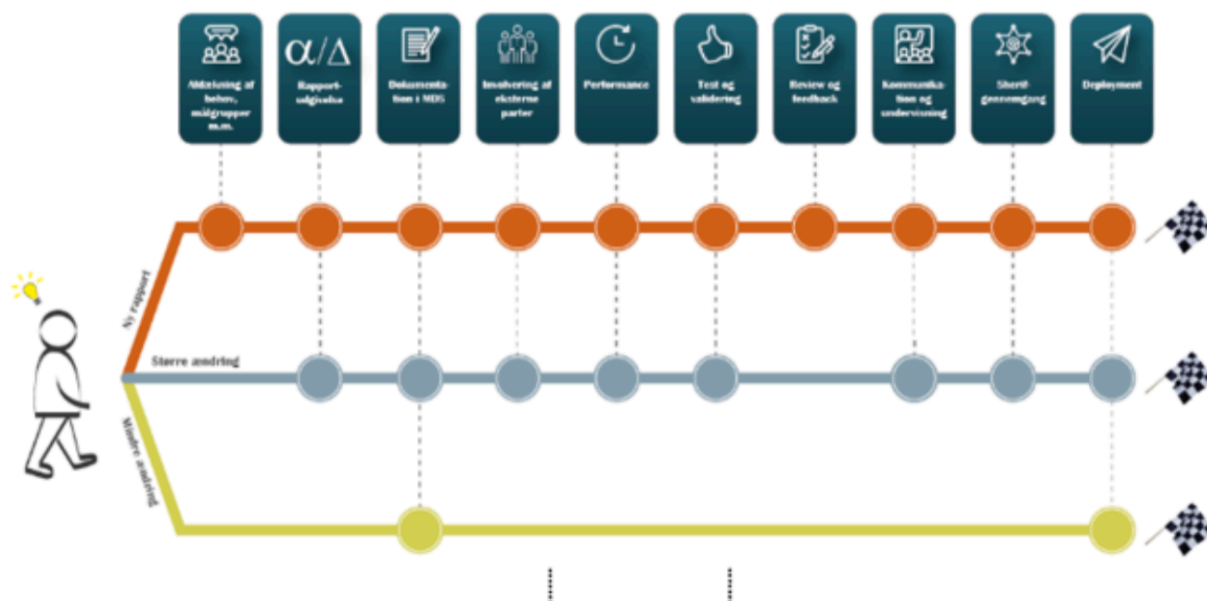 Afdækning af
behov,
målgrupper
m.m.
α/Δ
Rapport-
udgivelse
Dokumenta-
tion i MDS
Involvering af
eksterne
parter
Performance
Test og
validering
Review og
feedback
Kommunika-
tion og
undervisning
Sherif-
gennemgang
Deployment
Ny rapport
Større ændring
Mindre ændring